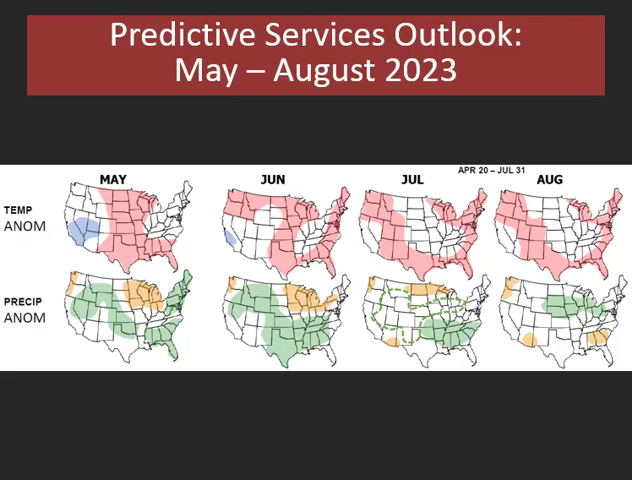 Predictive Services Outlook:
May – August 2023
APR 20 – JUL 31
MAY JUN JUL AUG
TEMP
ANOM
PRECIP
ANOM